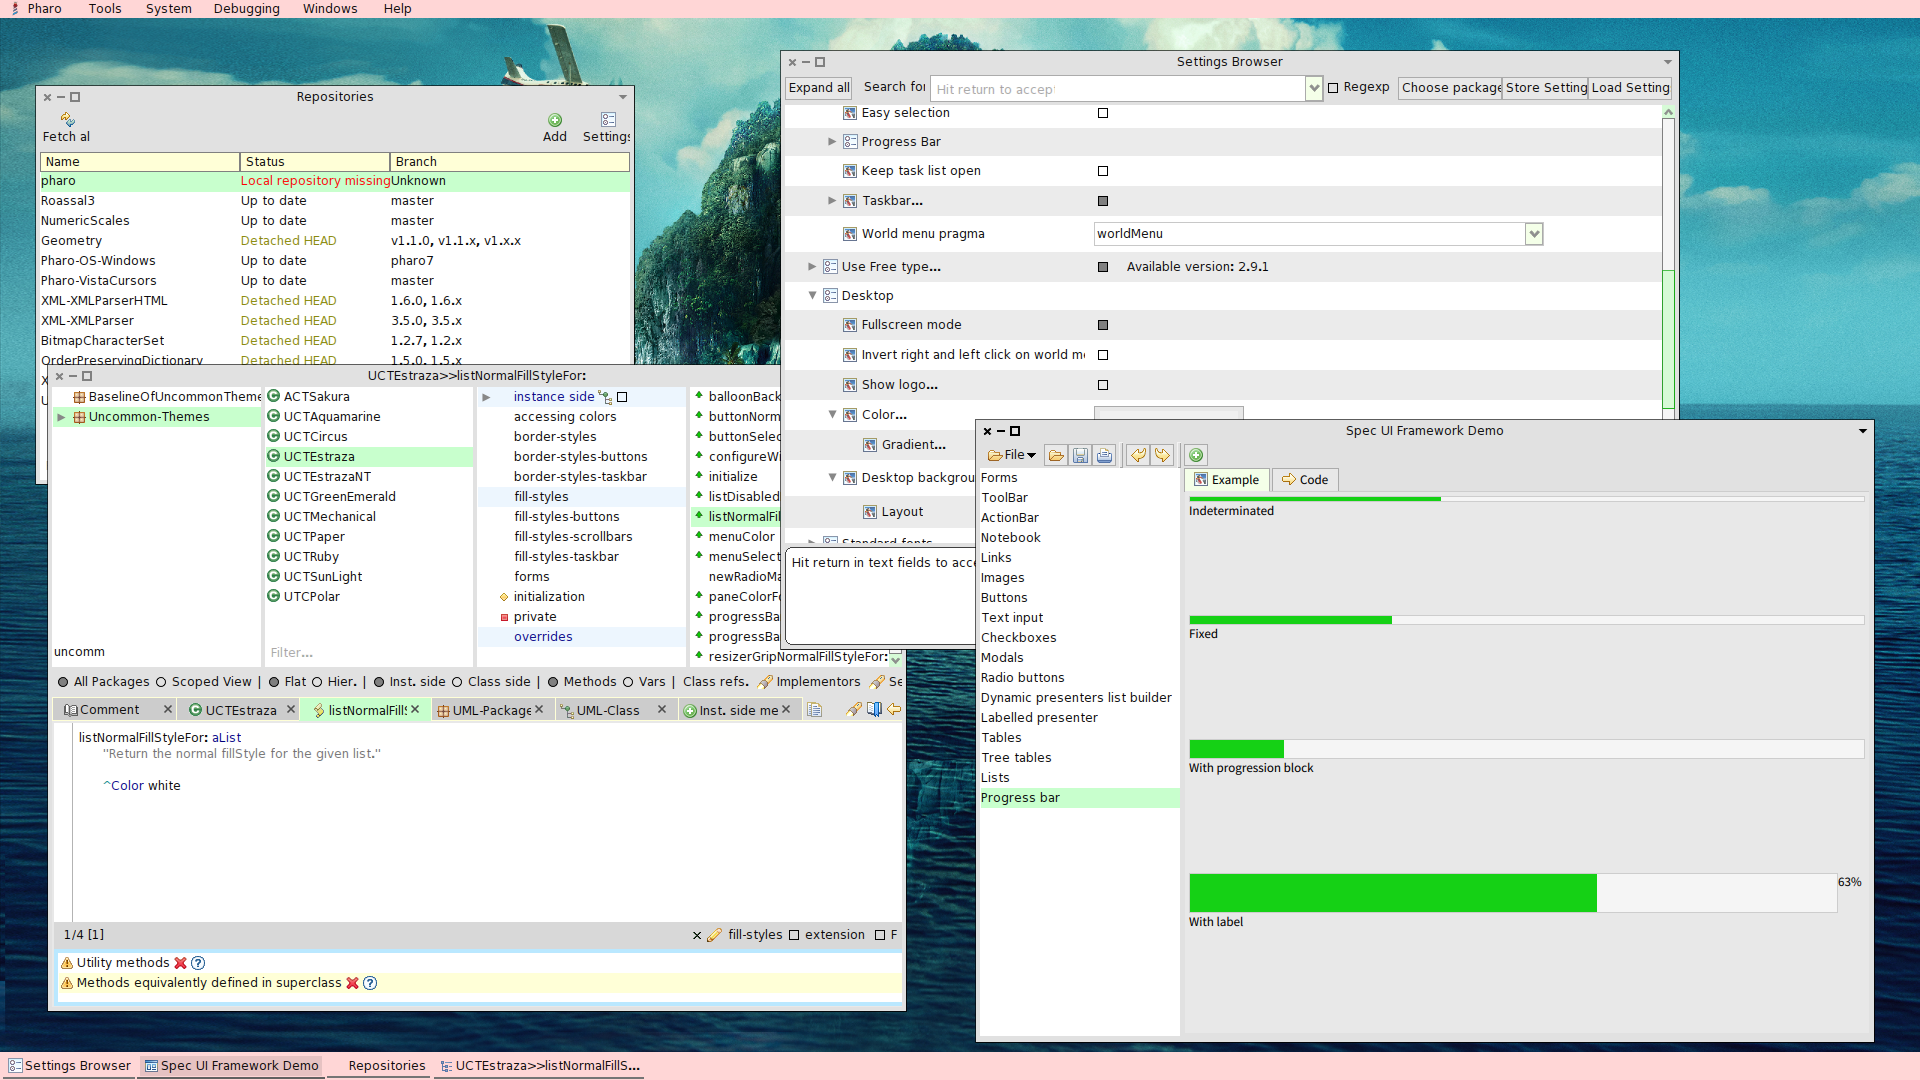 Pharo Tools System Debugging Windows Help
Repositories
Fetch al Add Settings
Name Status Branch
pharo Local repository missing Unknown
Roassal3 Up to date master
NumericScales Up to date master
Geometry Detached HEAD v1.1.0, v1.1.x, v1.x.x
Pharo-OS-Windows Up to date pharo7
Pharo-VistaCursors Up to date master
XML-XMLParserHTML Detached HEAD 1.6.0, 1.6.x
XML-XMLParser Detached HEAD 3.5.0, 3.5.x
BitmapCharacterSet Detached HEAD 1.2.7, 1.2.x
OrderPreservingDictionary Detached HEAD 1.5.0, 1.5.x
Settings Browser
Expand all Search for Hit return to accept Regexp Choose package Store Setting Load Setting
Easy selection
Progress Bar
Keep task list open
Taskbar...
World menu pragma worldMenu
Use Free type... Available version: 2.9.1
Desktop
Fullscreen mode
Invert right and left click on world me
Show logo...
Color...
Gradient...
Desktop backgrou
Layout
Standard fonts
Hit return in text fields to acce
UCTEstraza>>listNormalFillStyleFor:
BaselineOfUncommonTheme
Uncommon-Themes
uncomm
ACTSakura
UCTAquamarine
UCTCircus
UCTEstraza
UCTEstrazaNT
UCTGreenEmerald
UCTMechanical
UCTPaper
UCTRuby
UCTSunLight
UTCPolar
Filter...
instance side
accessing colors
border-styles
border-styles-buttons
border-styles-taskbar
fill-styles
fill-styles-buttons
fill-styles-scrollbars
fill-styles-taskbar
forms
initialization
private
overrides
balloonBack
buttonNorm
buttonSelec
configureWi
initialize
listDisabled
listNormalFil
menuColor
menuSelect
newRadioMa
paneColorFo
progressBa
progressBa
resizerGripNormalFillStyleFor:
All Packages Scoped View | Flat Hier. | Inst. side Class side | Methods Vars | Class refs. Implementors Se
Comment UCTEstraza listNormalFillS UML-Package UML-Class Inst. side me
listNormalFillStyleFor: aList
"Return the normal fillStyle for the given list."
^Color white
1/4 [1] fill-styles extension F
Utility methods
Methods equivalently defined in superclass
Spec UI Framework Demo
File
Forms
ToolBar
ActionBar
Notebook
Links
Images
Buttons
Text input
Checkboxes
Modals
Radio buttons
Dynamic presenters list builder
Labelled presenter
Tables
Tree tables
Lists
Progress bar
Example Code
Indeterminated
Fixed
With progression block
63%
With label
Settings Browser Spec UI Framework Demo Repositories UCTEstraza>>listNormalFillS...